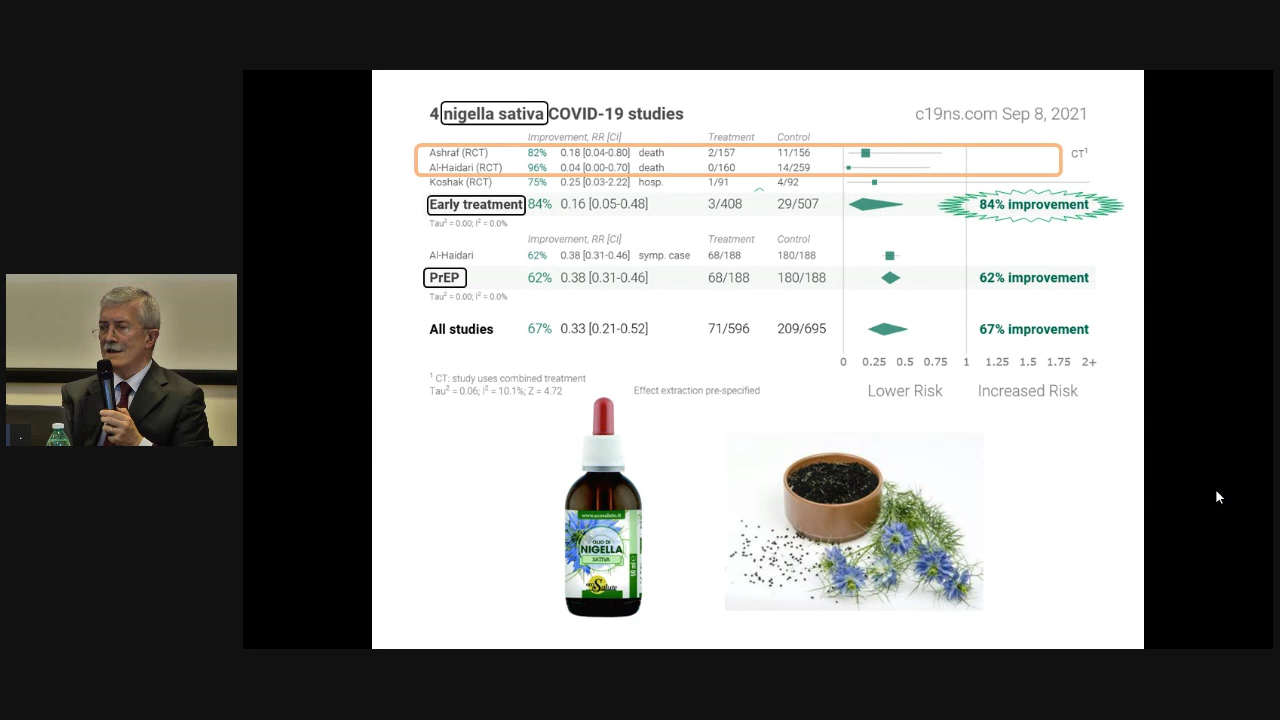 4 nigella sativa COVID-19 studies c19ns.com Sep 8, 2021
Improvement, RR [CI] Treatment Control
Ashraf (RCT) 82% 0.18 [0.04-0.80] death 2/157 11/156 CT¹
Al-Haidari (RCT) 96% 0.04 [0.00-0.70] death 0/160 14/259
Koshak (RCT) 75% 0.25 [0.03-2.22] hosp. 1/91 4/92
Early treatment 84% 0.16 [0.05-0.48] 3/408 29/507 84% improvement
Tau² = 0.00; I² = 0.0%
Improvement, RR [CI] Treatment Control
Al-Haidari 62% 0.38 [0.31-0.46] symp. case 68/188 180/188
PrEP 62% 0.38 [0.31-0.46] 68/188 180/188 62% improvement
Tau² = 0.00; I² = 0.0%
All studies 67% 0.33 [0.21-0.52] 71/596 209/695 67% improvement
0 0.25 0.5 0.75 1 1.25 1.5 1.75 2+
¹ CT: study uses combined treatment
Tau² = 0.06; I² = 10.1%; Z = 4.72 Effect extraction pre-specified Lower Risk Increased Risk
www.ecosalute.it
OLIO DI
NIGELLA
SATIVA
50 ml
Salute